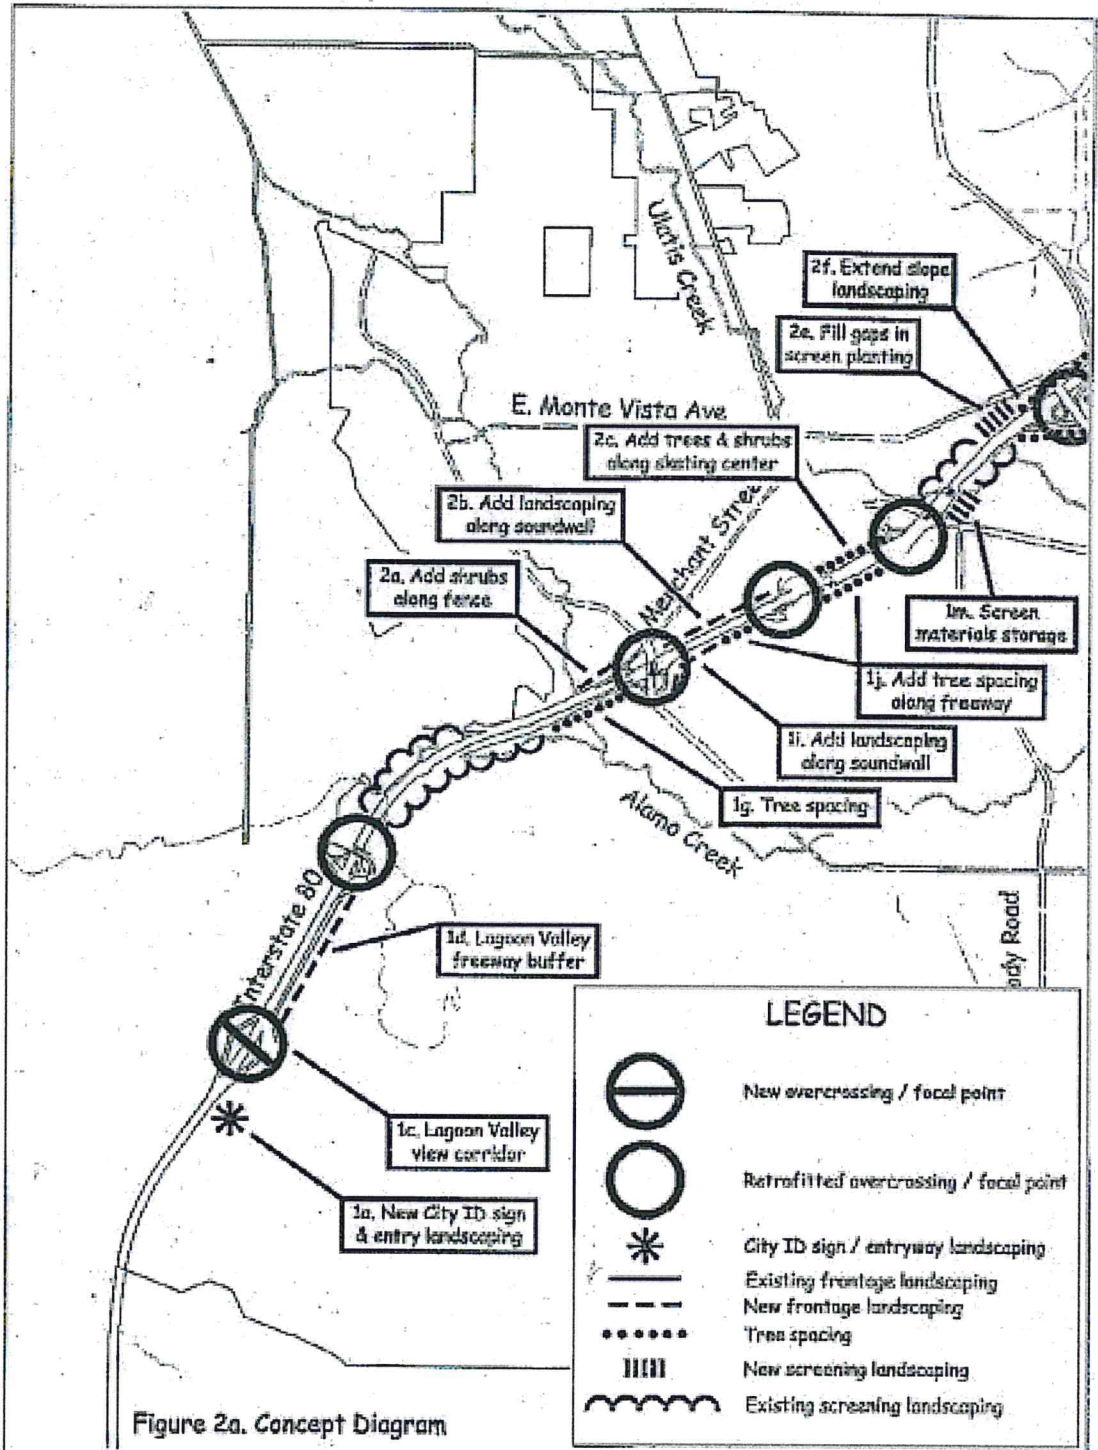 Ulatis Creek
2f. Extend slope
landscaping
2e. Fill gaps in
screen planting
E. Monte Vista Ave
2c. Add trees & shrubs
along skating center
2b. Add landscaping
along soundwall
Merchant Street
2a. Add shrubs
along fence
1m. Screen
materials storage
1j. Add tree spacing
along freeway
1i. Add landscaping
along soundwall
1g. Tree spacing
Alamo Creek
Interstate 80
1d. Lagoon Valley
freeway buffer
ody Road
1c. Lagoon Valley
view corridor
1a. New City ID sign
& entry landscaping
LEGEND
New overcrossing / focal point
Retrofitted overcrossing / focal point
City ID sign / entryway landscaping
Existing frontage landscaping
New frontage landscaping
Tree spacing
New screening landscaping
Existing screening landscaping
Figure 2a. Concept Diagram